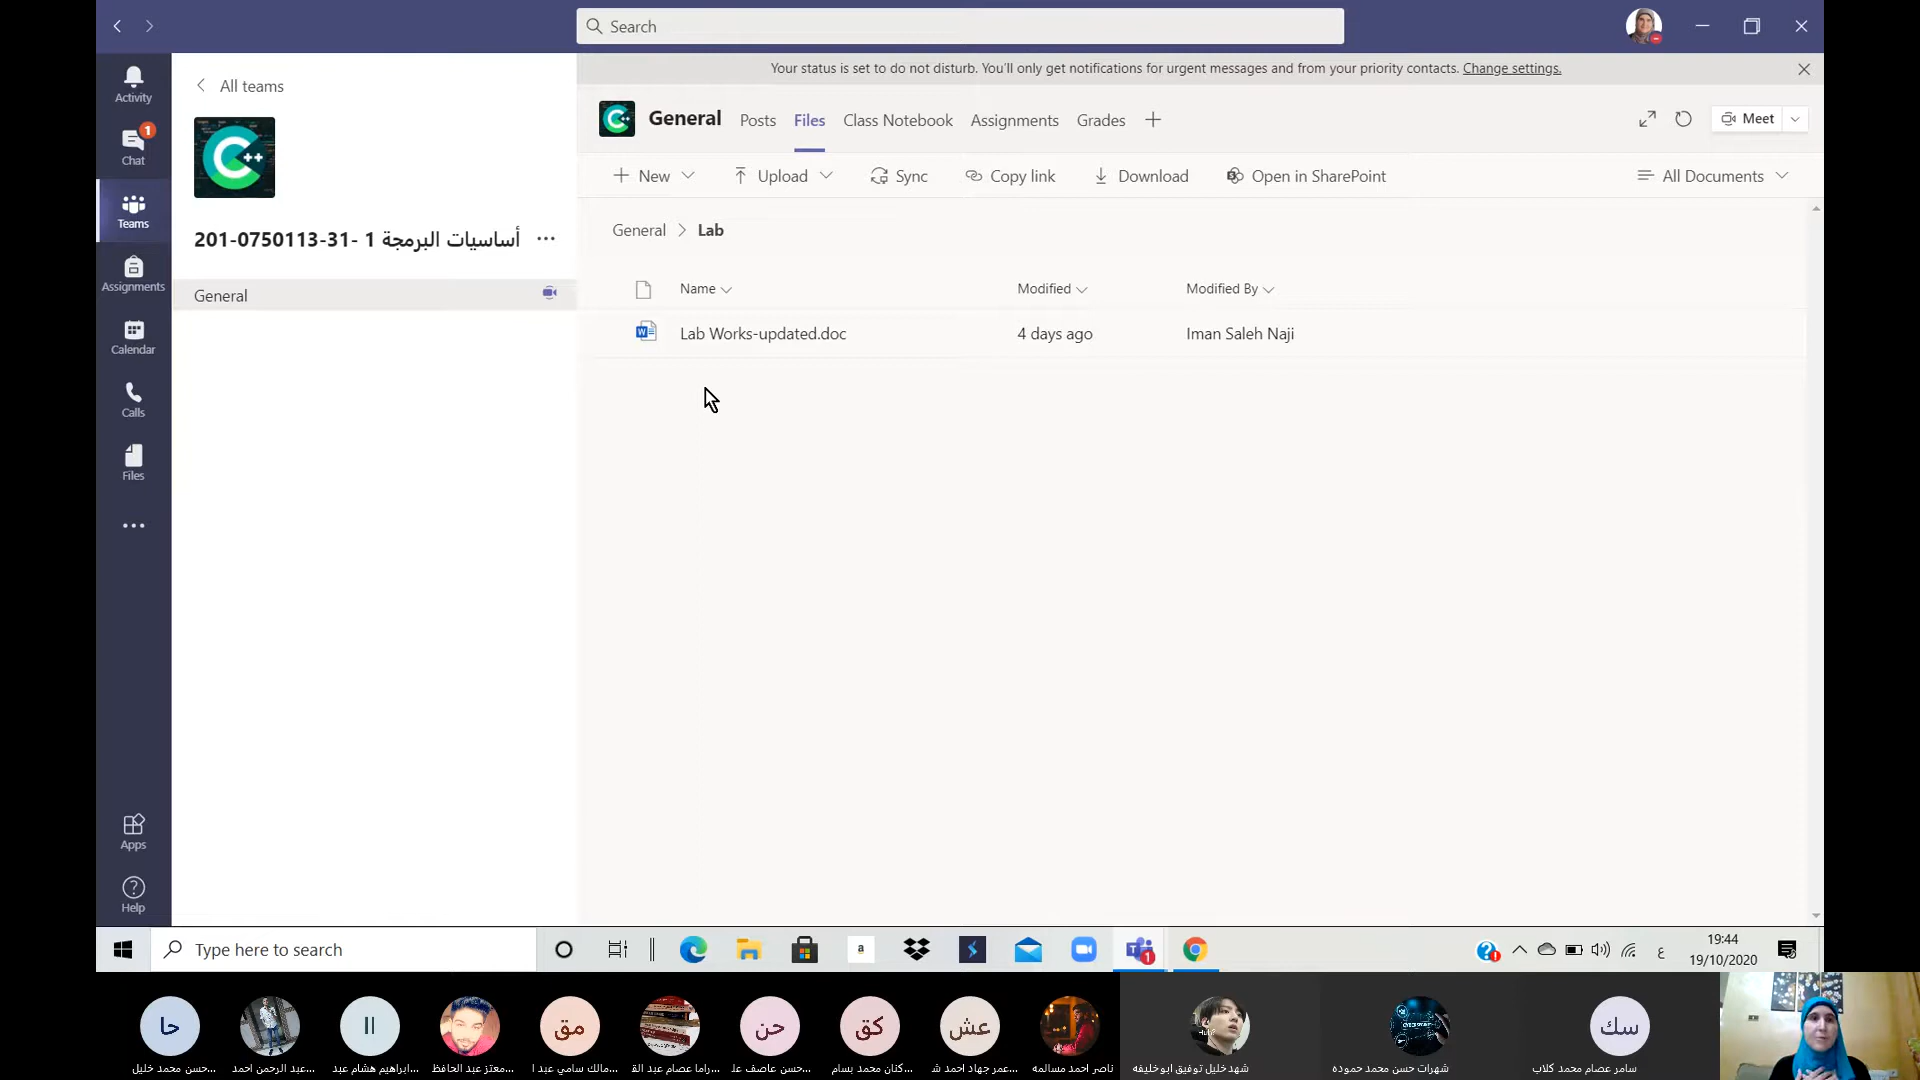 Search
Your status is set to do not disturb. You'll only get notifications for urgent messages and from your priority contacts. Change settings.
Activity
1
Chat
Teams
Assignments
Calendar
Calls
Files
Apps
Help
All teams
C++
أساسيات البرمجة 1 -31-0750113-201
General
General
Posts
Files
Class Notebook
Assignments
Grades
Meet
New
Upload
Sync
Copy link
Download
Open in SharePoint
All Documents
General > Lab
Name
Modified
Modified By
Lab Works-updated.doc
4 days ago
Iman Saleh Naji
Type here to search
a
1
ع
19:44
19/10/2020
حا
اا
مق
حن
كق
عش
سك
حسن محمد خليل...
عبد الرحمن احمد...
ابراهيم هشام عبد...
معتز عبد الحافظ...
مالك سامي عبد ا...
راما عصام عبد الق...
حسن عاصف عل...
كنان محمد بسام...
عمر جهاد احمد ش...
ناصر احمد مسالمه
شهد خليل توفيق ابوخليفه
شهرات حسن محمد حموده
سامر عصام محمد كلاب